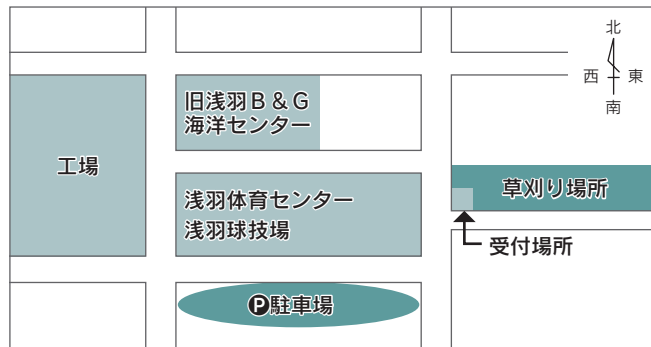 北
西
東
南
旧浅羽B&G
海洋センター
工場
草刈り場所
浅羽体育センター
浅羽球技場
受付場所
P駐車場